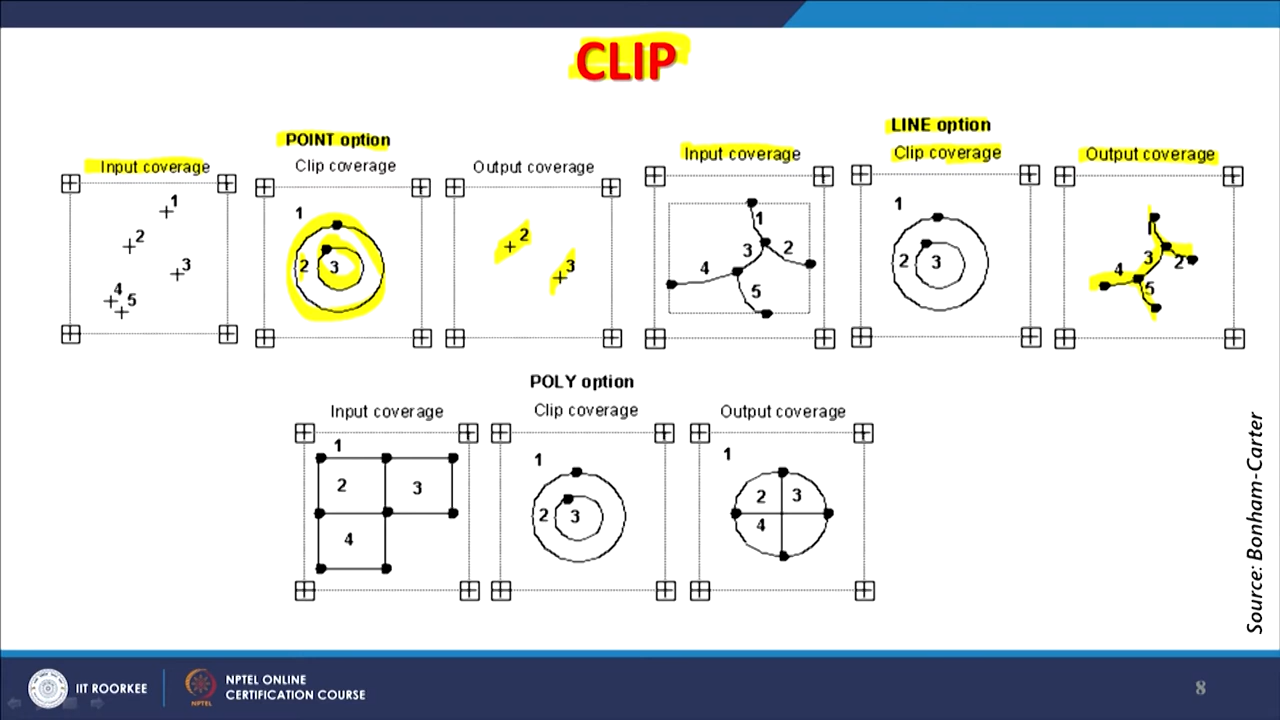 CLIP
POINT option
Input coverage
Clip coverage
Output coverage
1
2
3
4
5
1
2
3
2
3
LINE option
Input coverage
Clip coverage
Output coverage
1
3
2
4
5
1
2
3
1
3
2
4
5
POLY option
Input coverage
Clip coverage
Output coverage
1
2
3
4
1
2
3
1
2
3
4
Source: Bonham-Carter
IIT ROORKEE
NPTEL
NPTEL ONLINE
CERTIFICATION COURSE
8